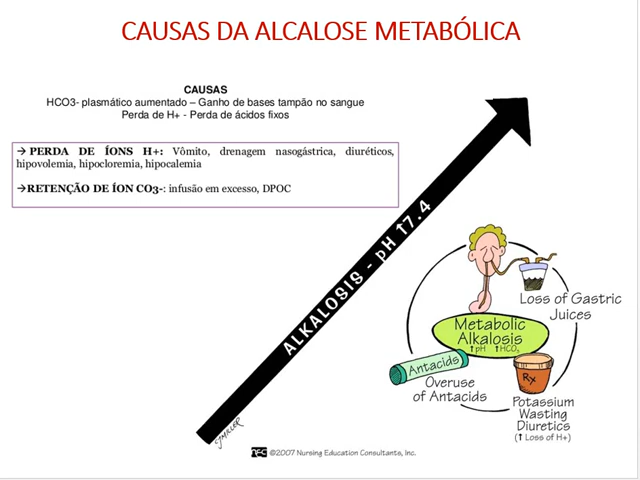 CAUSAS DA ALCALOSE METABÓLICA
CAUSAS
HCO3- plasmático aumentado – Ganho de bases tampão no sangue
Perda de H+ - Perda de ácidos fixos
→ PERDA DE ÍONS H+: Vômito, drenagem nasogástrica, diuréticos,
hipovolemia, hipocloremia, hipocalemia
→RETENÇÃO DE ÍON CO3-: infusão em excesso, DPOC
ALKALOSIS - pH ↑7.4
Loss of Gastric
Juices
Metabolic
Alkalosis
↑pH ↑HCO₃
Antacids
Overuse
of Antacids
Rx
Potassium
Wasting
Diuretics
(↑ Loss of H+)
nec ©2007 Nursing Education Consultants, Inc.